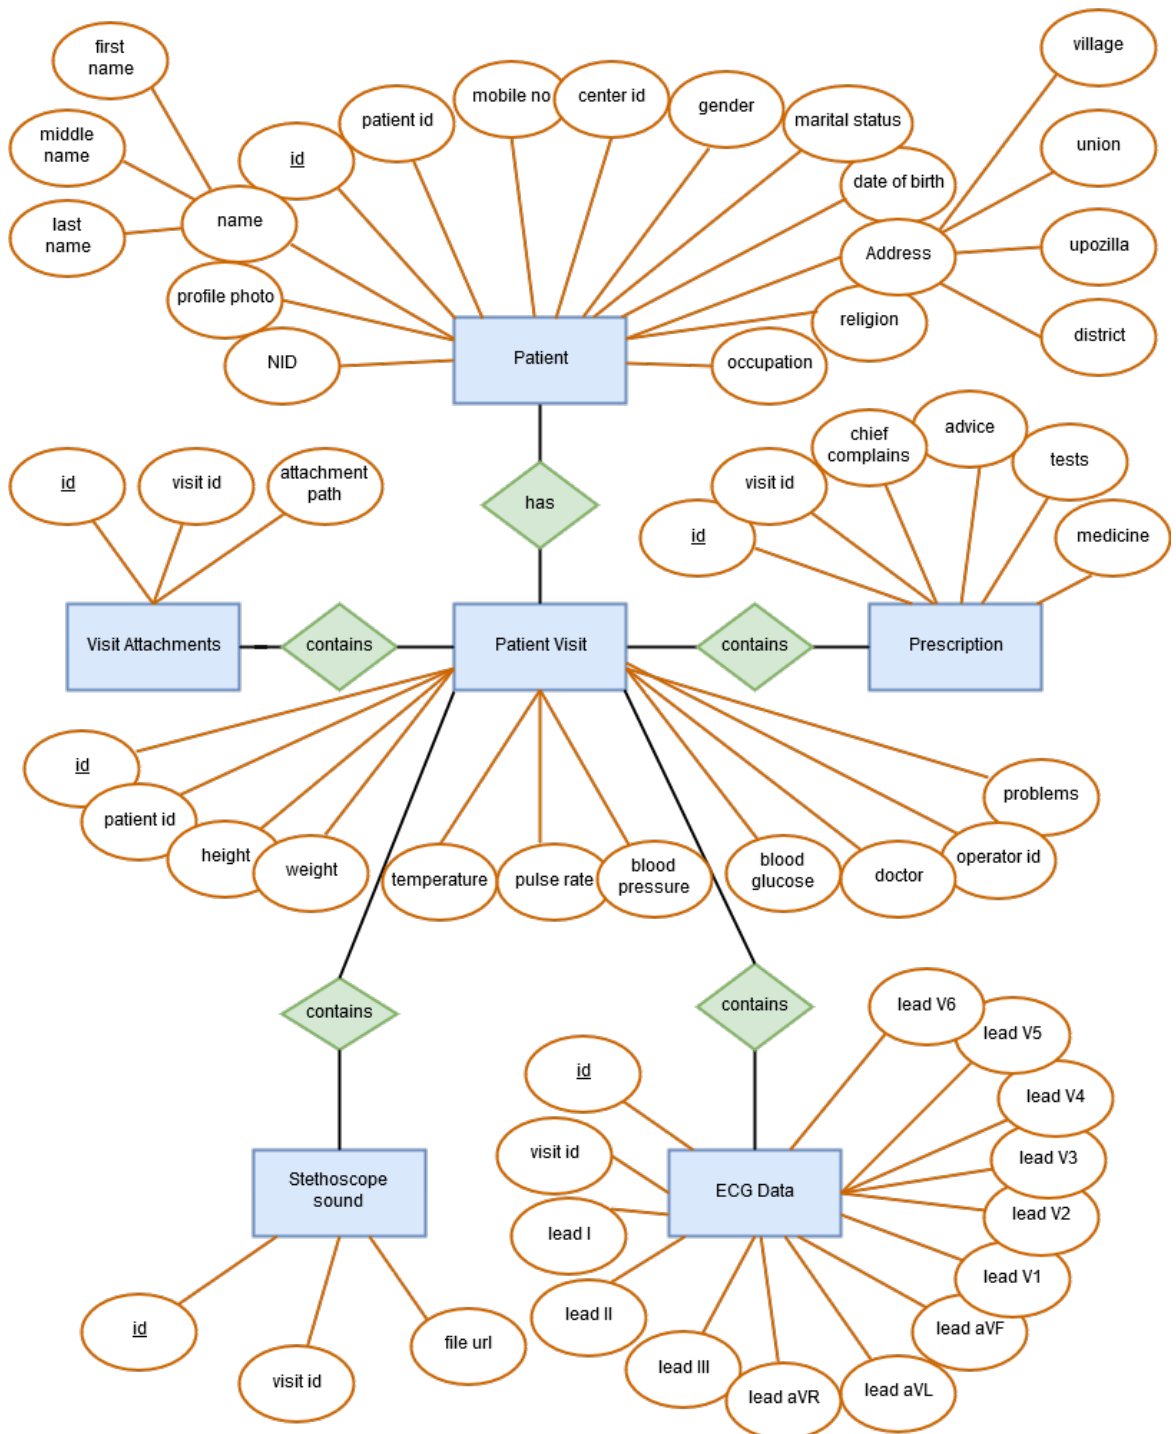 first
name
village
middle
name
id
patient id
mobile no
center id
gender
marital status
union
last
name
name
date of birth
Address
upozilla
profile photo
religion
district
NID
Patient
occupation
id
visit id
attachment
path
has
id
visit id
chief
complains
advice
tests
medicine
Visit Attachments
contains
Patient Visit
contains
Prescription
id
patient id
height
weight
temperature
pulse rate
blood
pressure
blood
glucose
doctor
operator id
problems
contains
contains
lead V6
lead V5
id
lead V4
visit id
lead V3
Stethoscope
sound
ECG Data
lead V2
lead I
lead V1
lead II
lead aVF
id
visit id
file url
lead III
lead aVR
lead aVL